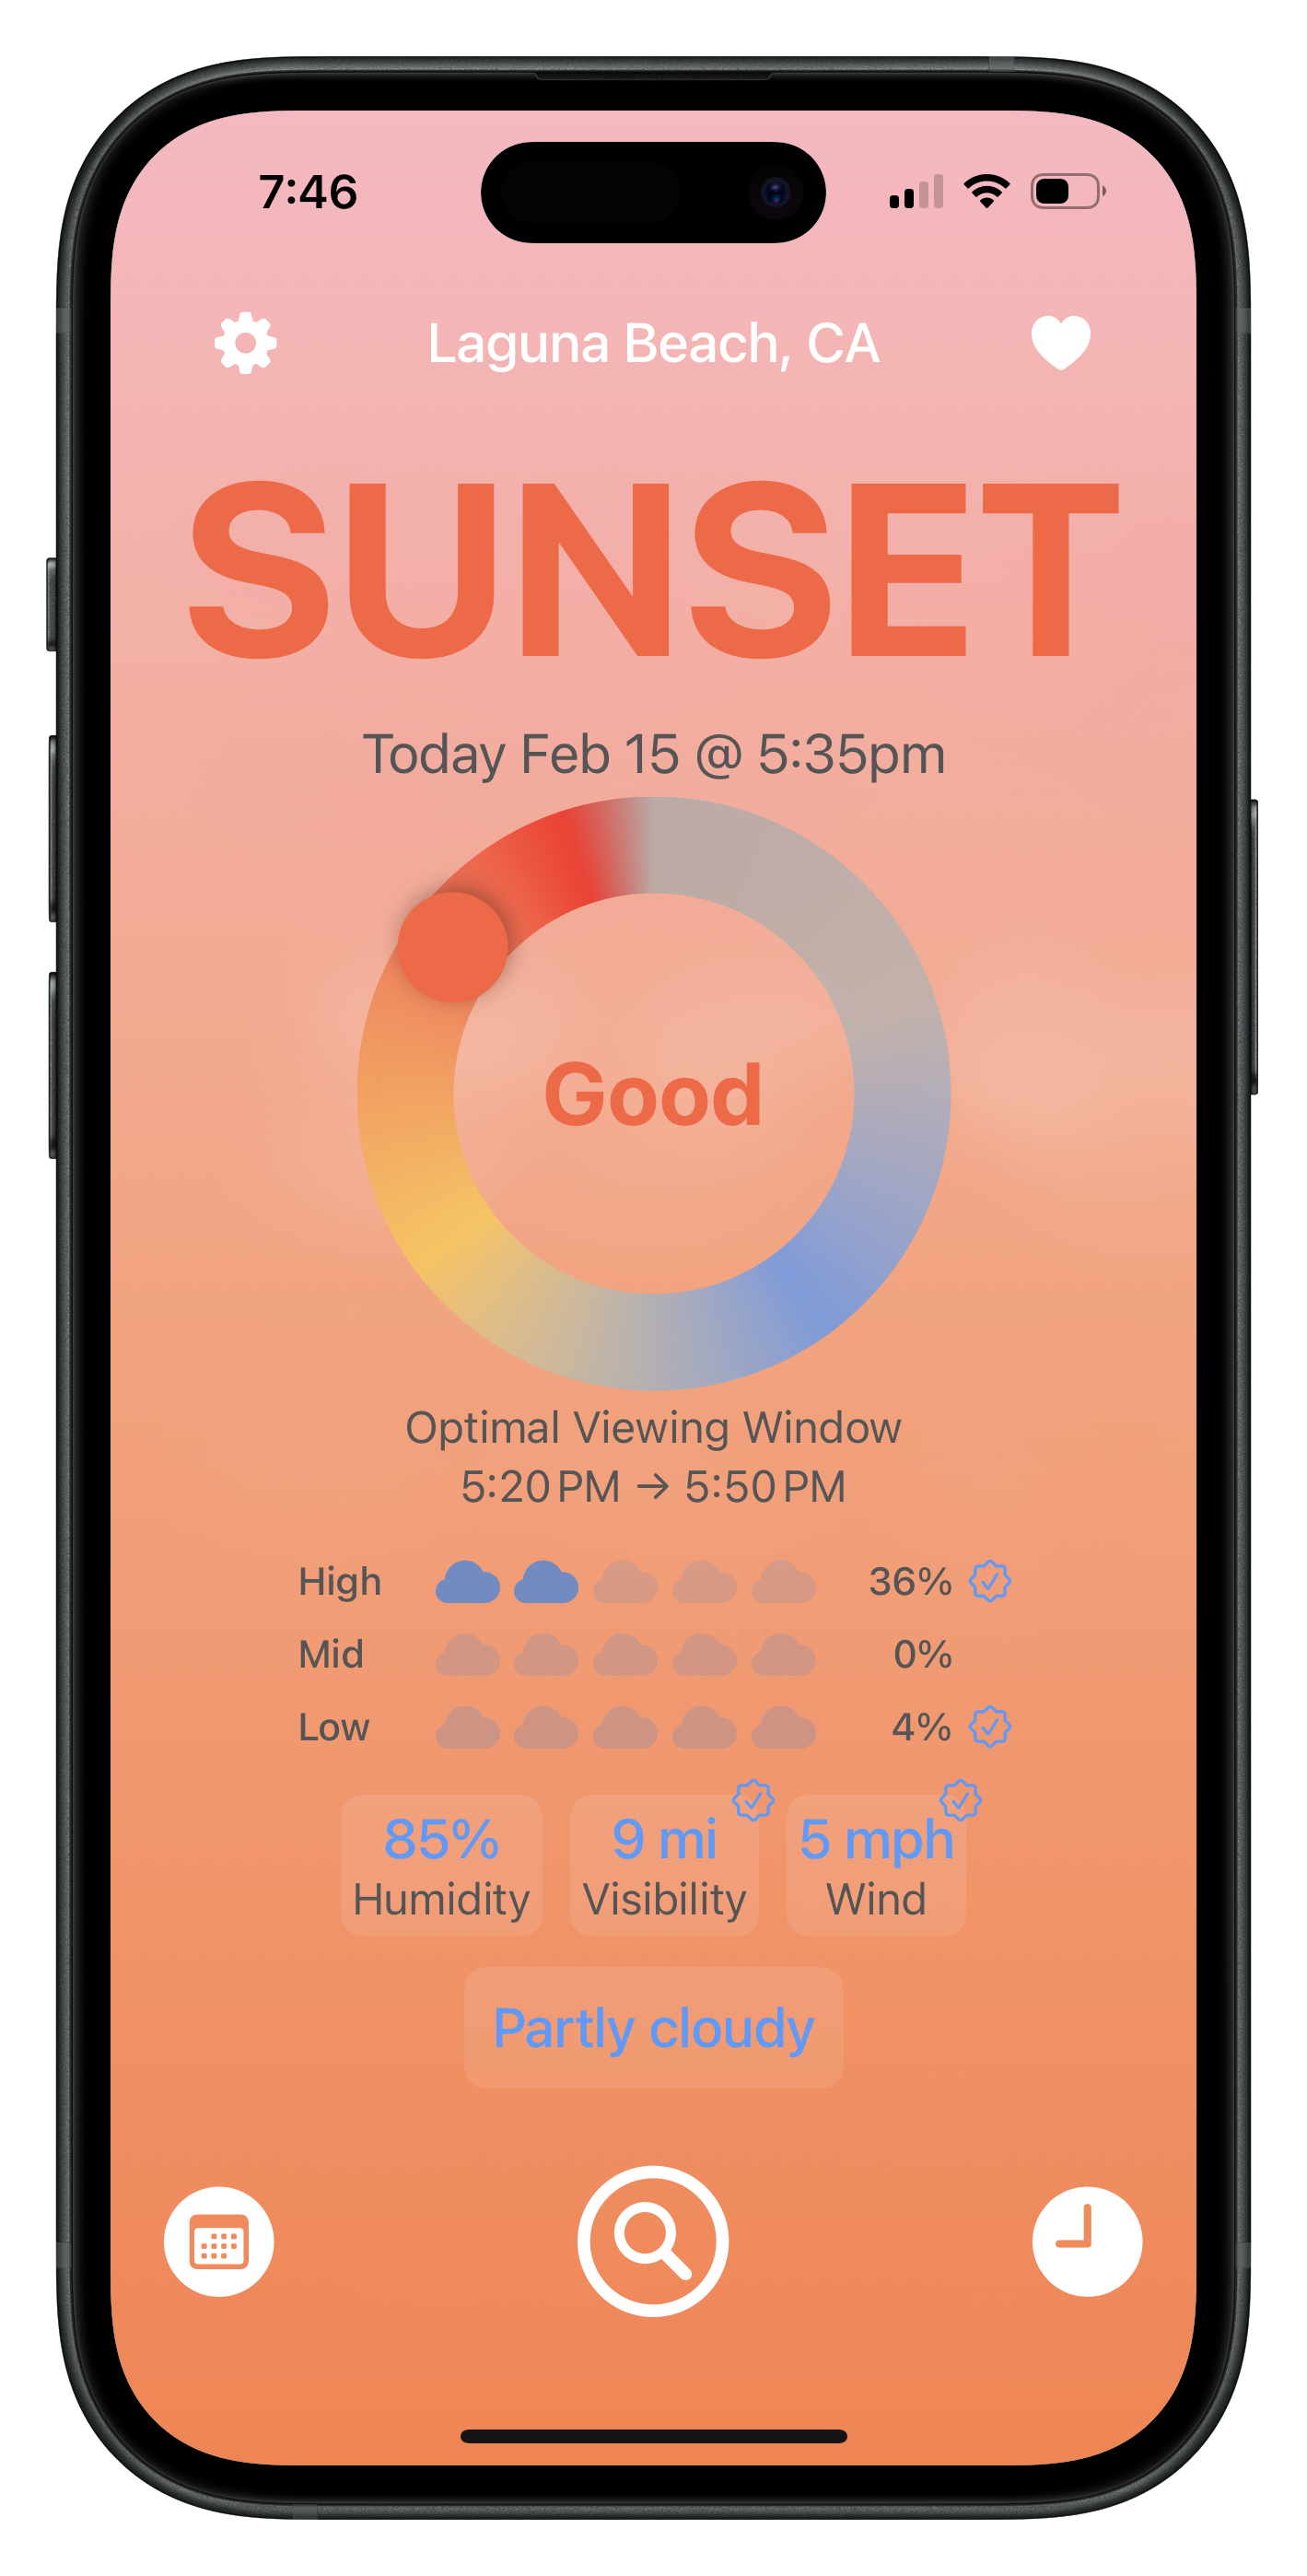 7:46
Laguna Beach, CA
SUNSET
Today Feb 15 @ 5:35pm
Good
Optimal Viewing Window
5:20 PM → 5:50 PM
High 36%
Mid 0%
Low 4%
85% 9 mi 5 mph
Humidity Visibility Wind
Partly cloudy